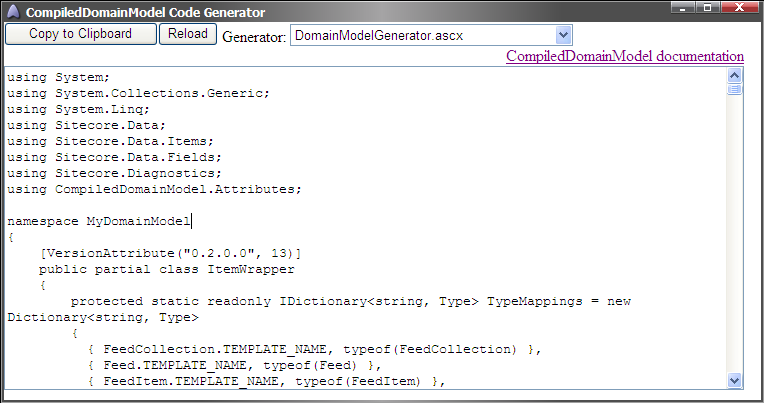 CompiledDomainModel Code Generator
Copy to Clipboard Reload Generator: DomainModelGenerator.ascx
CompiledDomainModel documentation
using System;
using System.Collections.Generic;
using System.Linq;
using Sitecore.Data;
using Sitecore.Data.Items;
using Sitecore.Data.Fields;
using Sitecore.Diagnostics;
using CompiledDomainModel.Attributes;
namespace MyDomainModel
{
[VersionAttribute("0.2.0.0", 13)]
public partial class ItemWrapper
{
protected static readonly IDictionary<string, Type> TypeMappings = new
Dictionary<string, Type>
{
{ FeedCollection.TEMPLATE_NAME, typeof(FeedCollection) },
{ Feed.TEMPLATE_NAME, typeof(Feed) },
{ FeedItem.TEMPLATE_NAME, typeof(FeedItem) },